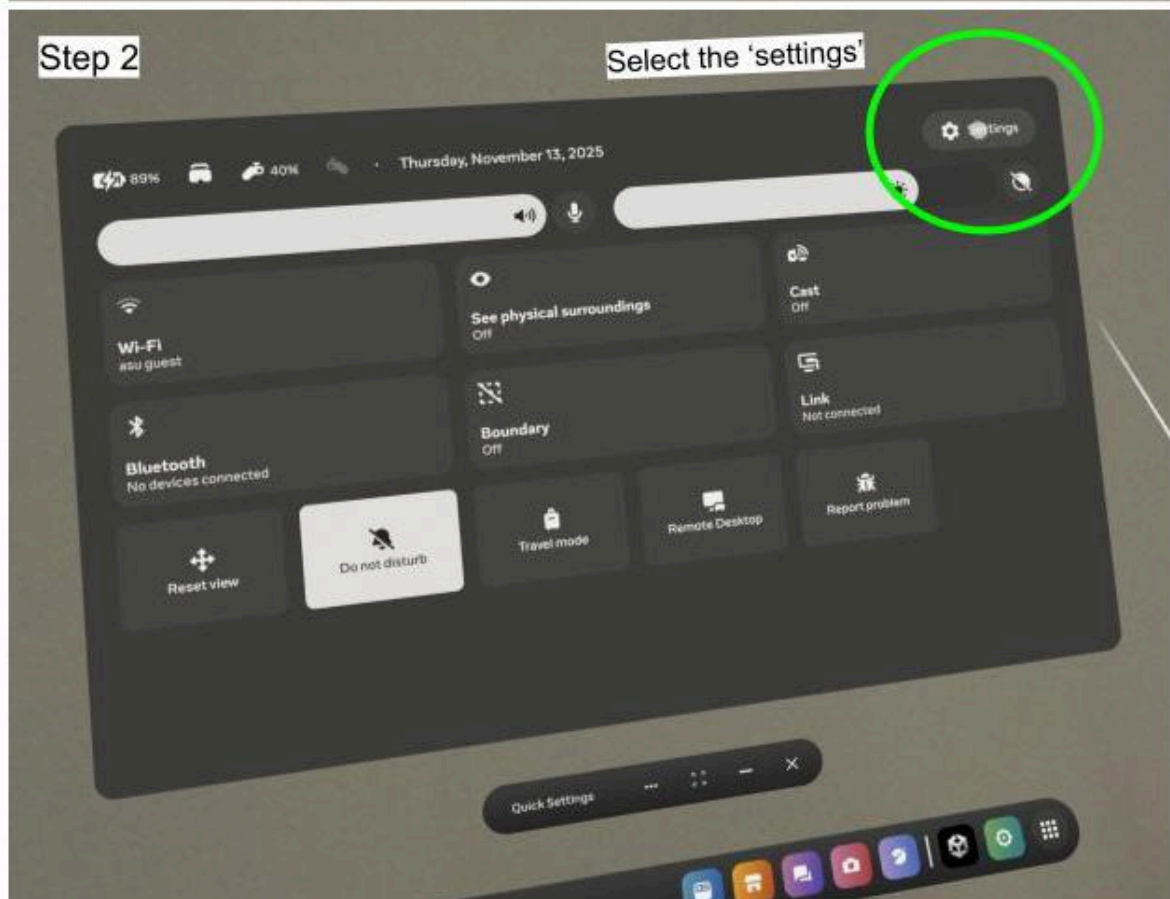 Step 2
Select the ‘settings’
Settings
89%
40%
Thursday, November 13, 2025
Wi-Fi
asu guest
See physical surroundings
Off
Cast
Off
Bluetooth
No devices connected
Boundary
Off
Link
Not connected
Reset view
Do not disturb
Travel mode
Remote Desktop
Report problem
Quick Settings